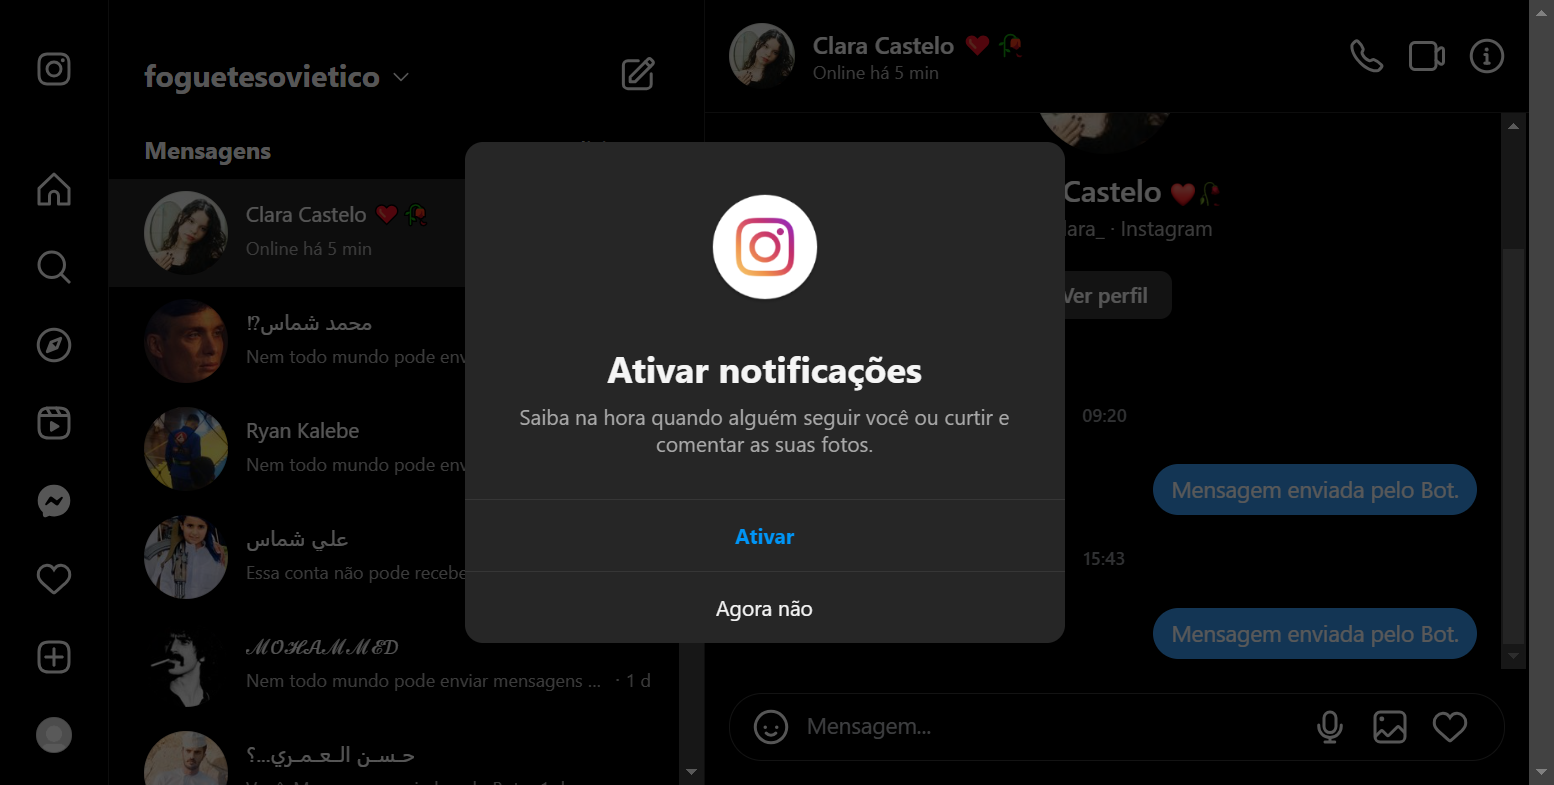 foguetesovietico
Mensagens
Clara Castelo ❤️🥀
Online há 5 min
محمد شماس؟!
Nem todo mundo pode env
Ryan Kalebe
Nem todo mundo pode env
علي شماس
Essa conta não pode recebe
ℳ𝒪ℋ𝒜ℳℳℰ𝒟
Nem todo mundo pode enviar mensagens ... · 1 d
حـسـن الـعـمـري...؟
Clara Castelo ❤️🥀
Online há 5 min
Castelo ❤️🥀
lara_ · Instagram
Ver perfil
09:20
Mensagem enviada pelo Bot.
15:43
Mensagem enviada pelo Bot.
Mensagem...
Ativar notificações
Saiba na hora quando alguém seguir você ou curtir e
comentar as suas fotos.
Ativar
Agora não